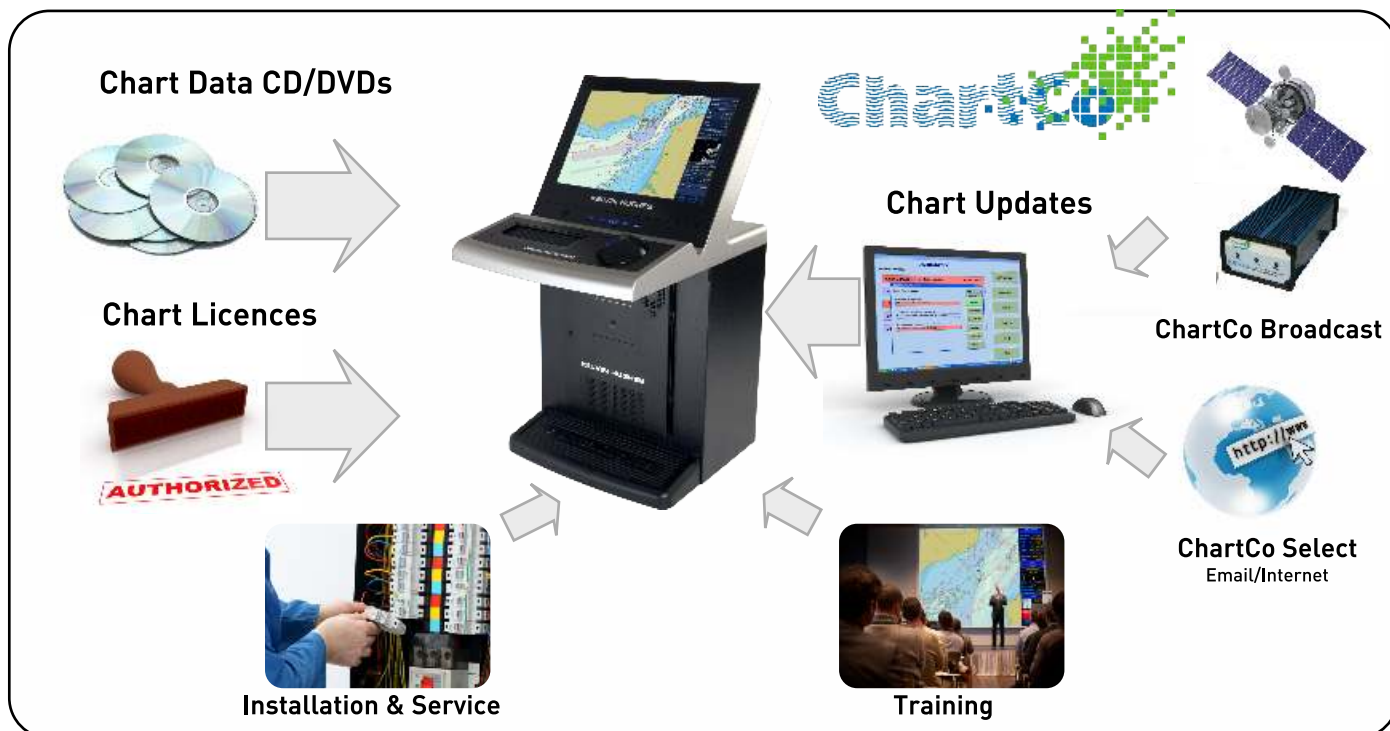 Chart Data CD/DVDs
ChartCo
Chart Updates
Chart Licences
ChartCo Broadcast
http://www
AUTHORIZED
ChartCo Select
Email/Internet
Installation & Service
Training